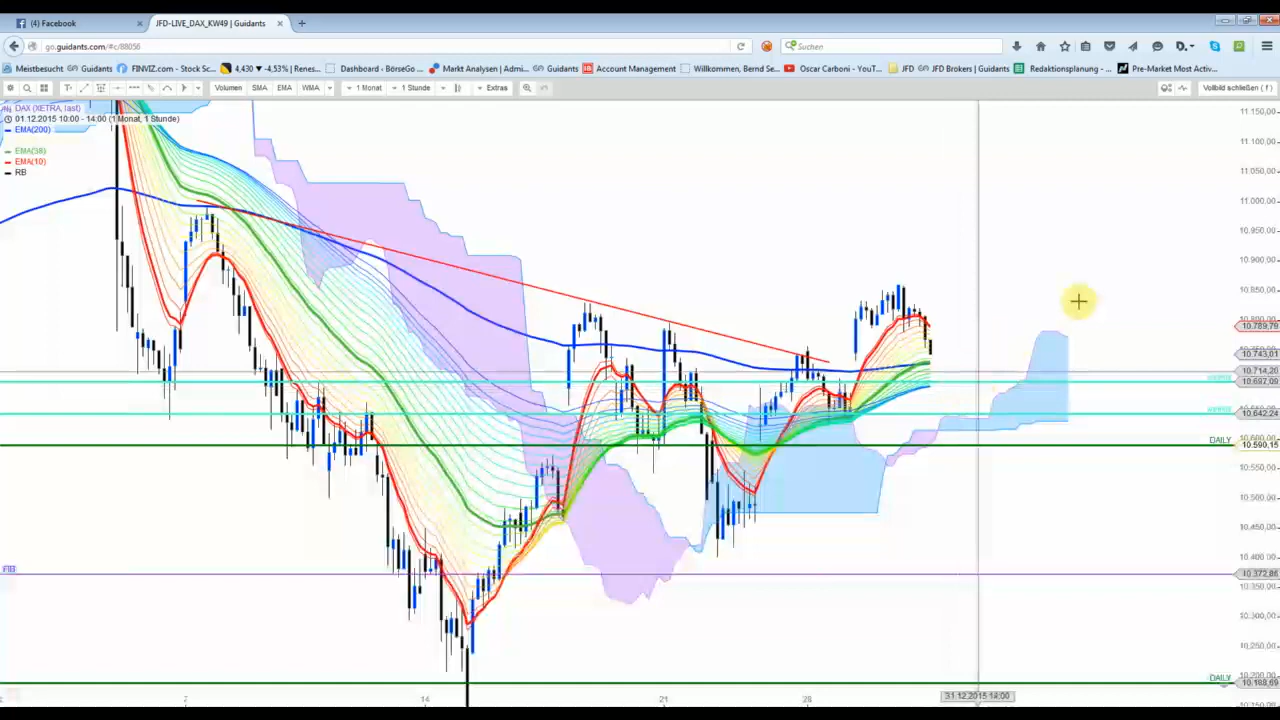 (4) Facebook
JFD-LIVE_DAX_KW49 | Guidants
go.guidants.com/#c/88056
Suchen
Meistbesucht Guidants FINVIZ.com - Stock Sc... 4,430 ▼ -4,53% | Renes... Dashboard - BörseGo ... Markt Analysen | Admi... Guidants Account Management Willkommen, Bernd Se... Oscar Carboni - YouT... JFD JFD Brokers | Guidants Redaktionsplanung - ... Pre-Market Most Activ...
Volumen SMA EMA WMA 1 Monat 1 Stunde Extras Vollbild schließen ( f )
DAX (XETRA, last)
01.12.2015 10:00 - 14:00 (1 Monat, 1 Stunde)
EMA(200)
EMA(10)
RB
11.150,00
11.100,00
11.050,00
11.000,00
10.950,00
10.900,00
10.850,00
10.789,79
10.743,01
10.714,20
10.697,09
10.642,24
DAILY
10.590,15
10.550,00
10.500,00
10.450,00
10.400,00
FIB
10.372,86
10.350,00
10.300,00
10.250,00
DAILY
10.188,69
7 14 21 28
31.12.2015 14:00